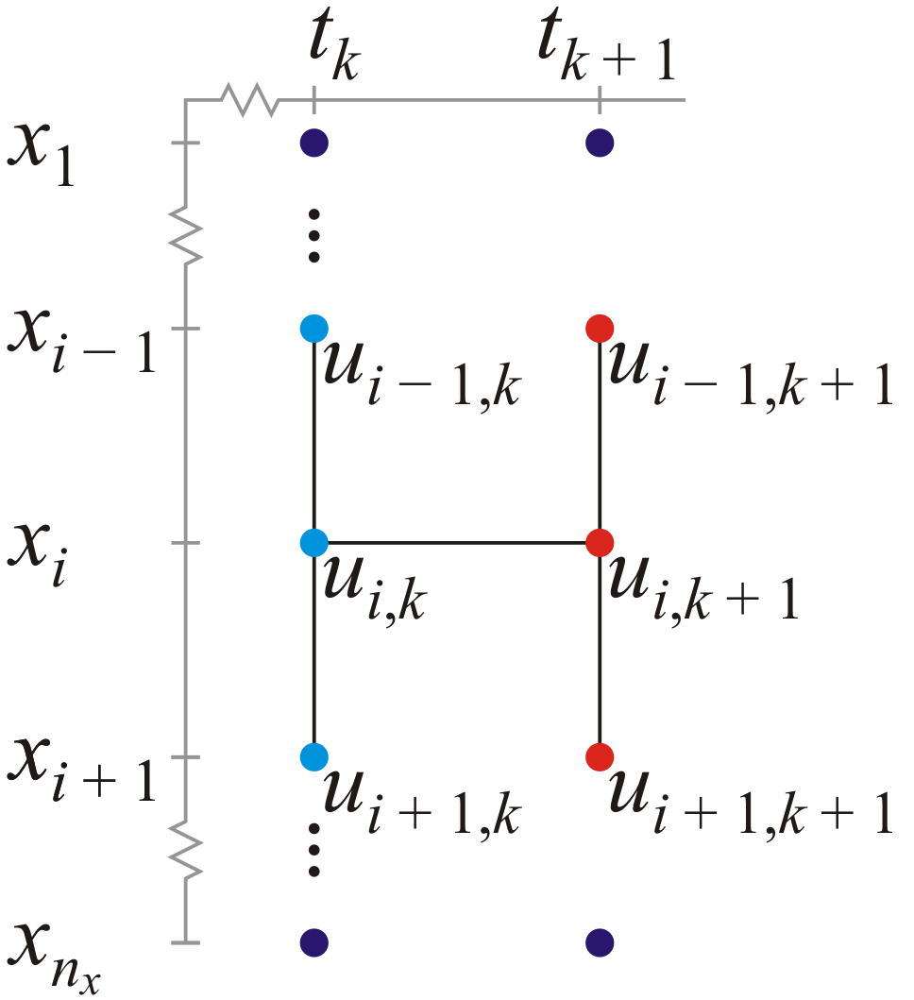 t_k t_{k + 1}
x_1
x_{i − 1}
u_{i − 1,k} u_{i − 1,k + 1}
x_i
u_{i,k} u_{i,k + 1}
x_{i + 1}
u_{i + 1,k} u_{i + 1,k + 1}
x_{n_x}